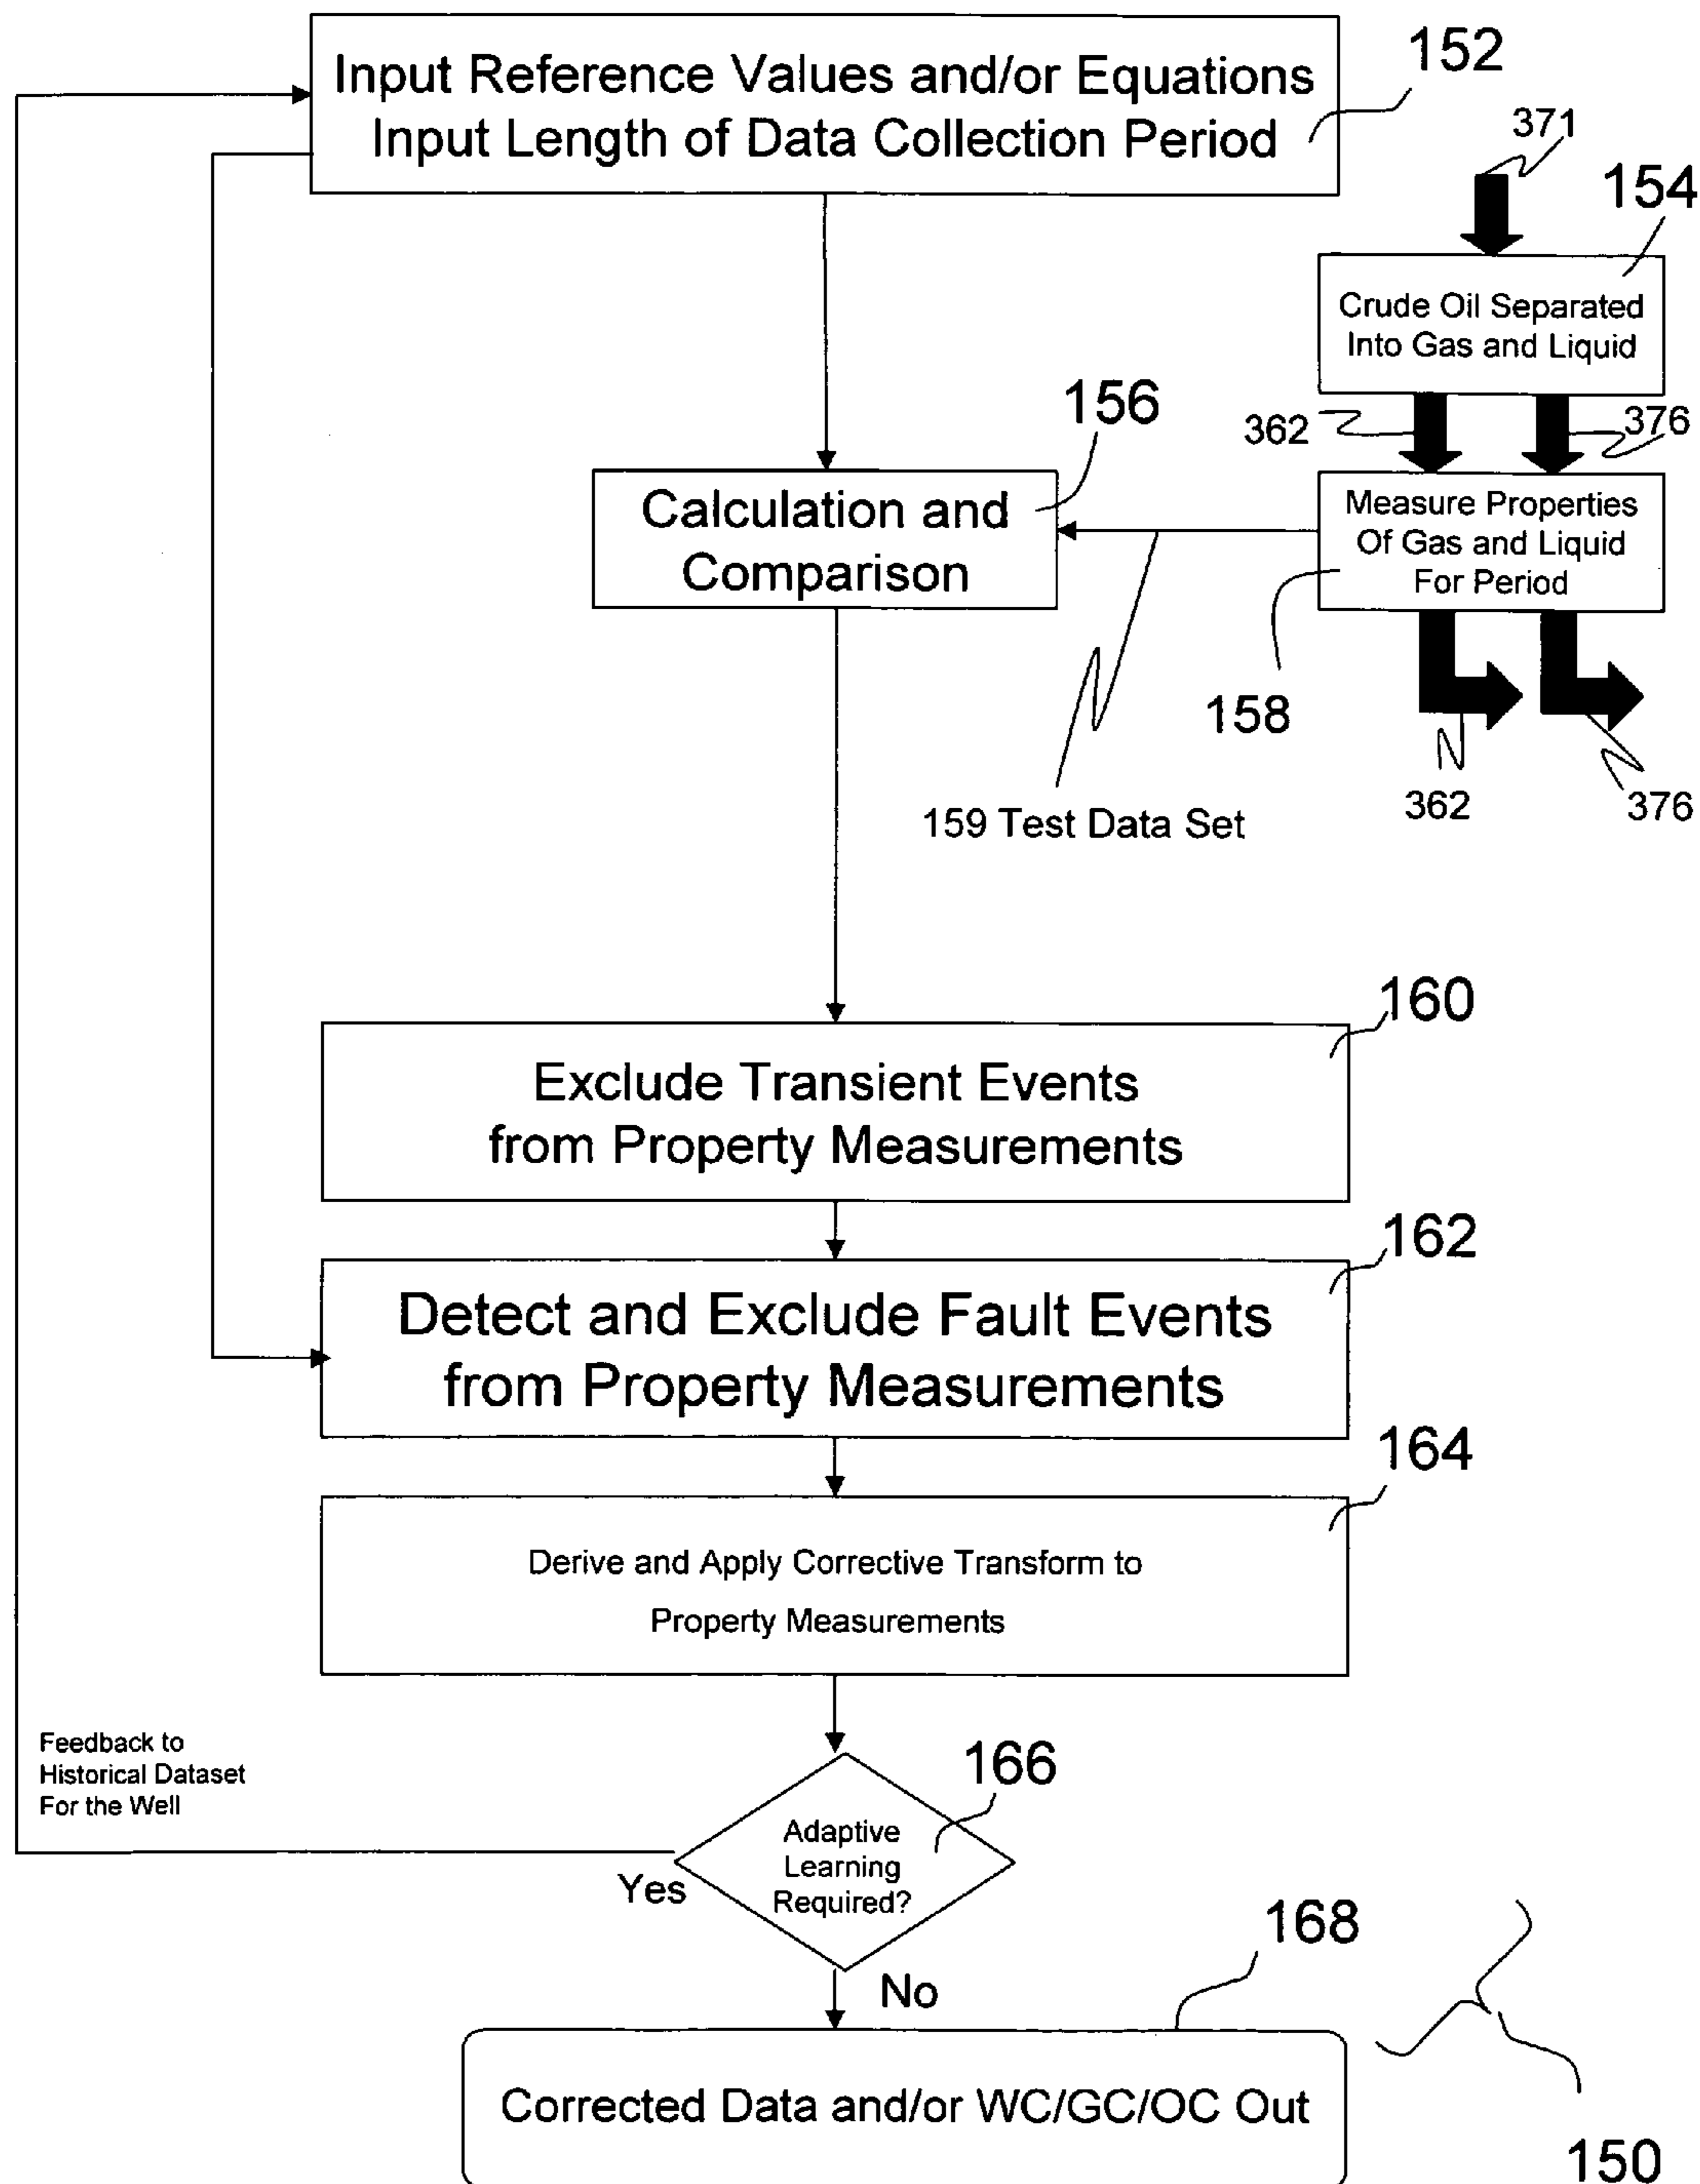 Input Reference Values and/or Equations
Input Length of Data Collection Period
152
371
154
Crude Oil Separated
Into Gas and Liquid
362
376
156
Calculation and
Comparison
Measure Properties
Of Gas and Liquid
For Period
158
362
376
159 Test Data Set
160
Exclude Transient Events
from Property Measurements
162
Detect and Exclude Fault Events
from Property Measurements
164
Derive and Apply Corrective Transform to
Property Measurements
Feedback to
Historical Dataset
For the Well
166
Adaptive
Learning
Required?
Yes
No
168
Corrected Data and/or WC/GC/OC Out
150